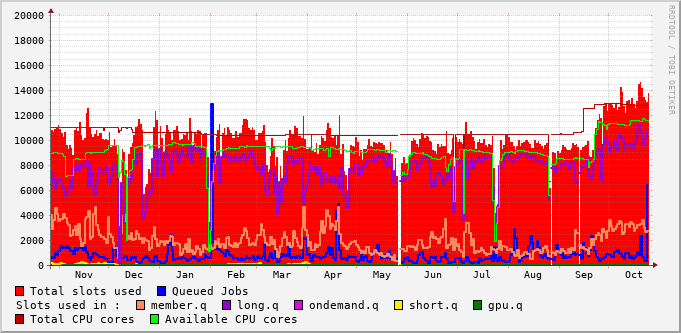 20000
18000
16000
14000
12000
10000
8000
6000
4000
2000
0
Nov Dec Jan Feb Mar Apr May Jun Jul Aug Sep Oct
RRDTOOL / TOBI OETIKER
Total slots used Queued Jobs
Slots used in : member.q long.q ondemand.q short.q gpu.q
Total CPU cores Available CPU cores